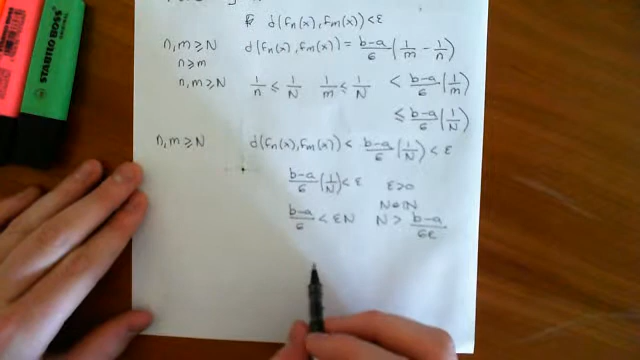 d(fn(x), fm(x)) < ε
n, m ≥ N d(fn(x), fm(x)) = b-a/6 (1/m - 1/n)
n ≥ m
n, m ≥ N 1/n ≤ 1/N 1/m ≤ 1/N < b-a/6 (1/m)
≤ b-a/6 (1/N)
n, m ≥ N d(fn(x), fm(x)) < b-a/6 (1/N) < ε
b-a/6 (1/N) < ε ε > 0
N ∈ ℕ
b-a/6 < εN N > b-a/6ε
STABILO BOSS
ORIGINAL